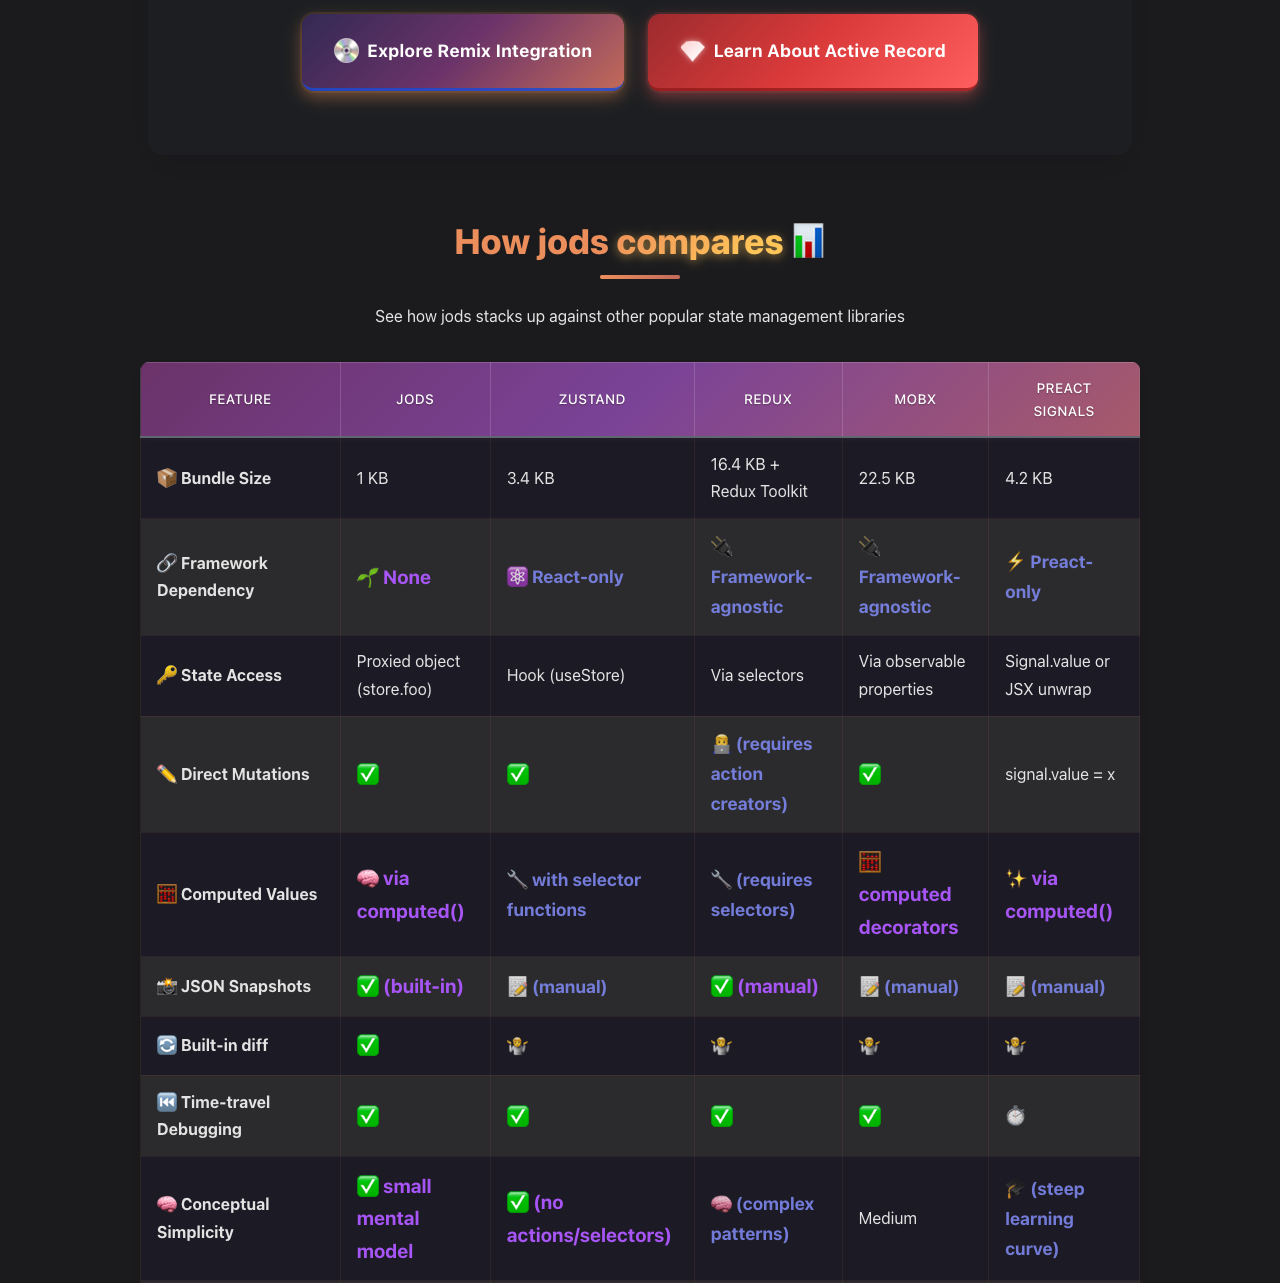 Explore Remix Integration
Learn About Active Record
How jods compares
See how jods stacks up against other popular state management libraries
FEATURE
JODS
ZUSTAND
REDUX
MOBX
PREACT
SIGNALS
Bundle Size
1 KB
3.4 KB
16.4 KB +
Redux Toolkit
22.5 KB
4.2 KB
Framework
Dependency
None
React-only
Framework-
agnostic
Framework-
agnostic
Preact-
only
State Access
Proxied object
(store.foo)
Hook (useStore)
Via selectors
Via observable
properties
Signal.value or
JSX unwrap
Direct Mutations
(requires
action
creators)
signal.value = x
Computed Values
via
computed()
with selector
functions
(requires
selectors)
computed
decorators
via
computed()
JSON Snapshots
(built-in)
(manual)
(manual)
(manual)
(manual)
Built-in diff
Time-travel
Debugging
Conceptual
Simplicity
small
mental
model
(no
actions/selectors)
(complex
patterns)
Medium
(steep
learning
curve)